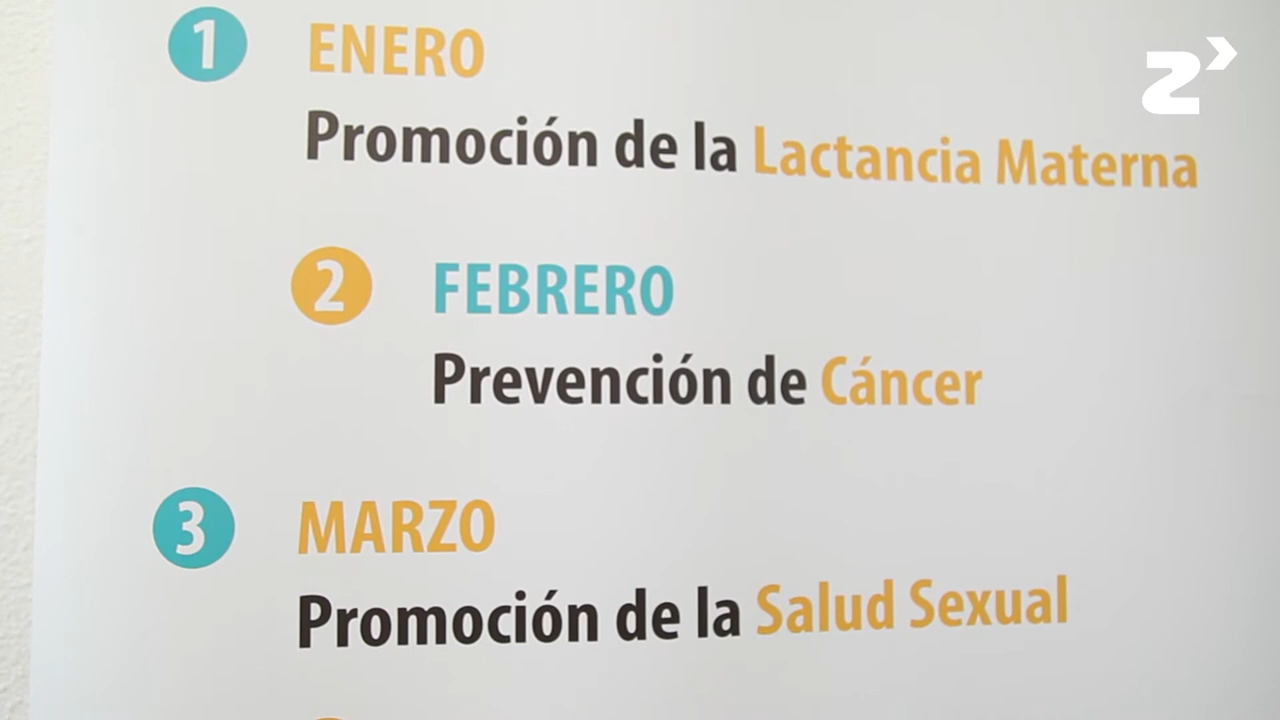 1 ENERO
Promoción de la Lactancia Materna
2 FEBRERO
Prevención de Cáncer
3 MARZO
Promoción de la Salud Sexual